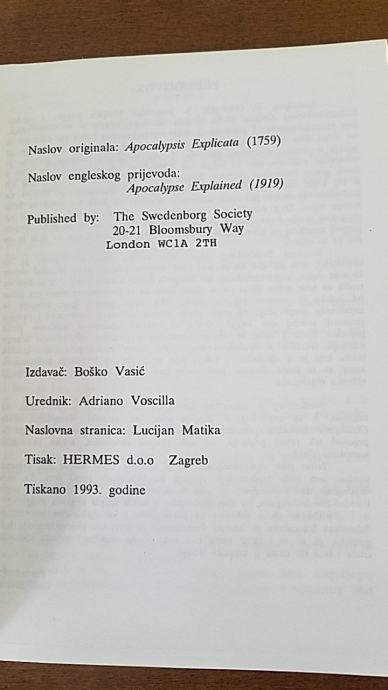 Naslov originala: Apocalypsis Explicata (1759)
Naslov engleskog prijevoda:
Apocalypse Explained (1919)
Published by: The Swedenborg Society
20-21 Bloomsbury Way
London WC1A 2TH
Izdavač: Boško Vasić
Urednik: Adriano Voscilla
Naslovna stranica: Lucijan Matika
Tisak: HERMES d.o.o Zagreb
Tiskano 1993. godine